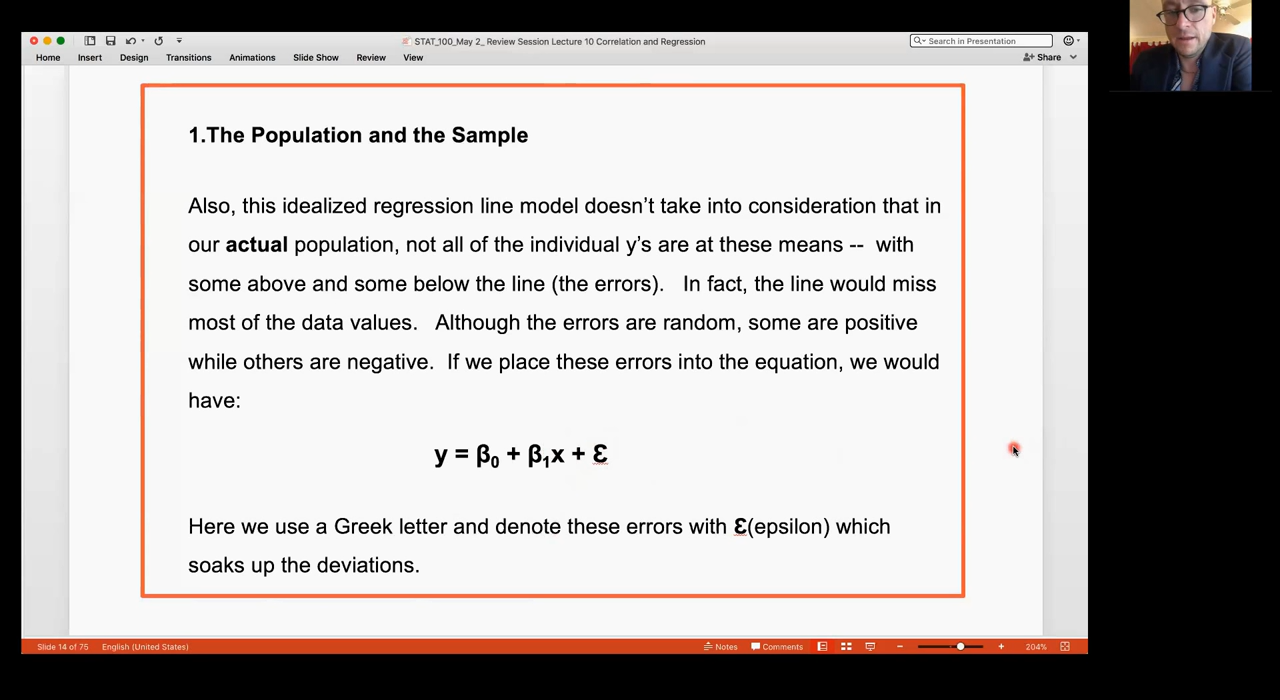 STAT_100_May 2_ Review Session Lecture 10 Correlation and Regression
Search in Presentation
Home Insert Design Transitions Animations Slide Show Review View
Share
1.The Population and the Sample
Also, this idealized regression line model doesn’t take into consideration that in
our actual population, not all of the individual y’s are at these means -- with
some above and some below the line (the errors). In fact, the line would miss
most of the data values. Although the errors are random, some are positive
while others are negative. If we place these errors into the equation, we would
have:
y = β₀ + β₁x + Ɛ
Here we use a Greek letter and denote these errors with Ɛ(epsilon) which
soaks up the deviations.
Slide 14 of 75 English (United States) Notes Comments 204%